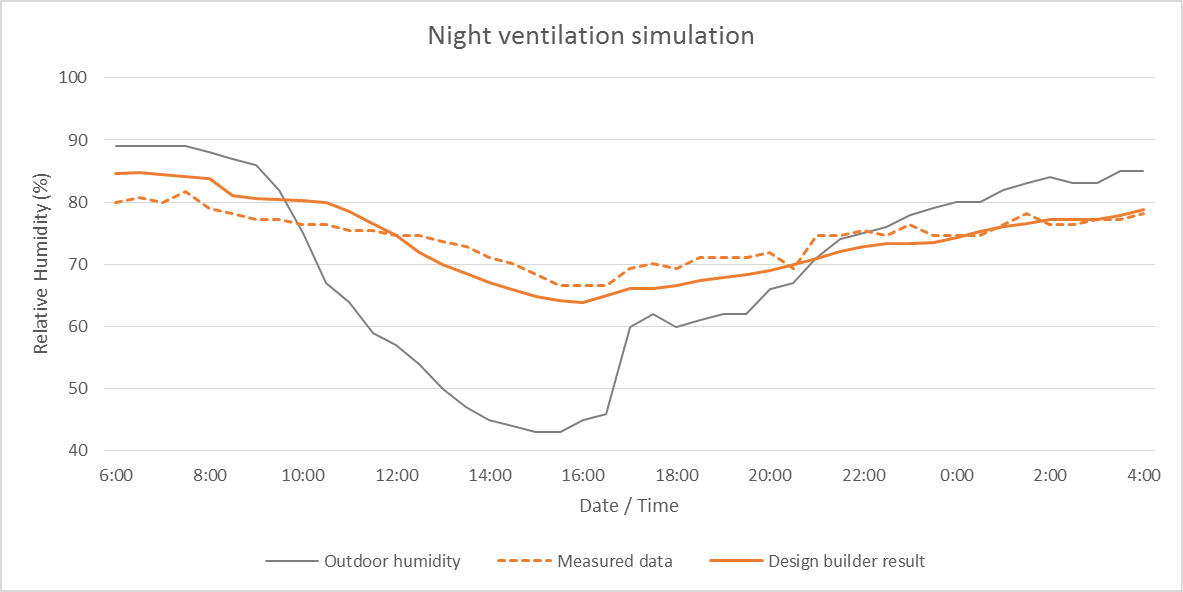 Night ventilation simulation
100
90
80
70
60
50
40
Relative Humidity (%)
6:00 8:00 10:00 12:00 14:00 16:00 18:00 20:00 22:00 0:00 2:00 4:00
Date / Time
Outdoor humidity Measured data Design builder result